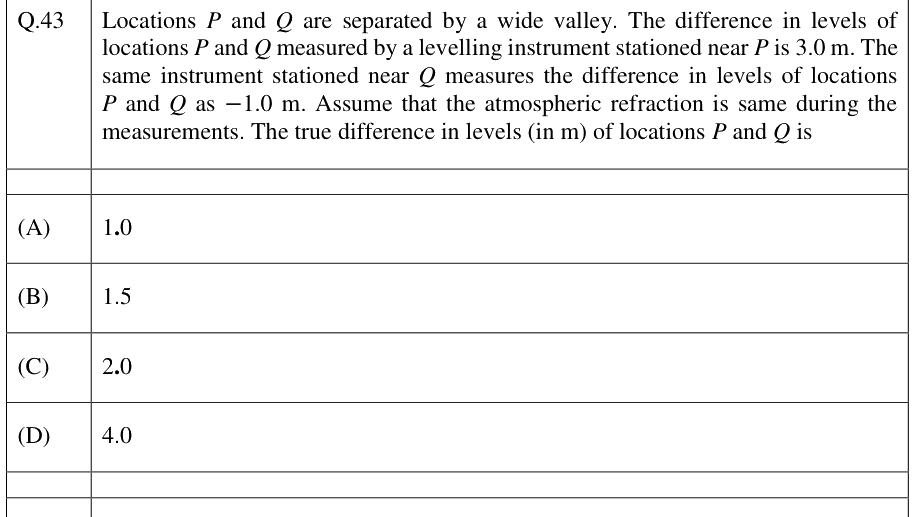 Q.43 Locations P and Q are separated by a wide valley. The difference in levels of
locations P and Q measured by a levelling instrument stationed near P is 3.0 m. The
same instrument stationed near Q measures the difference in levels of locations
P and Q as −1.0 m. Assume that the atmospheric refraction is same during the
measurements. The true difference in levels (in m) of locations P and Q is
(A) 1.0
(B) 1.5
(C) 2.0
(D) 4.0